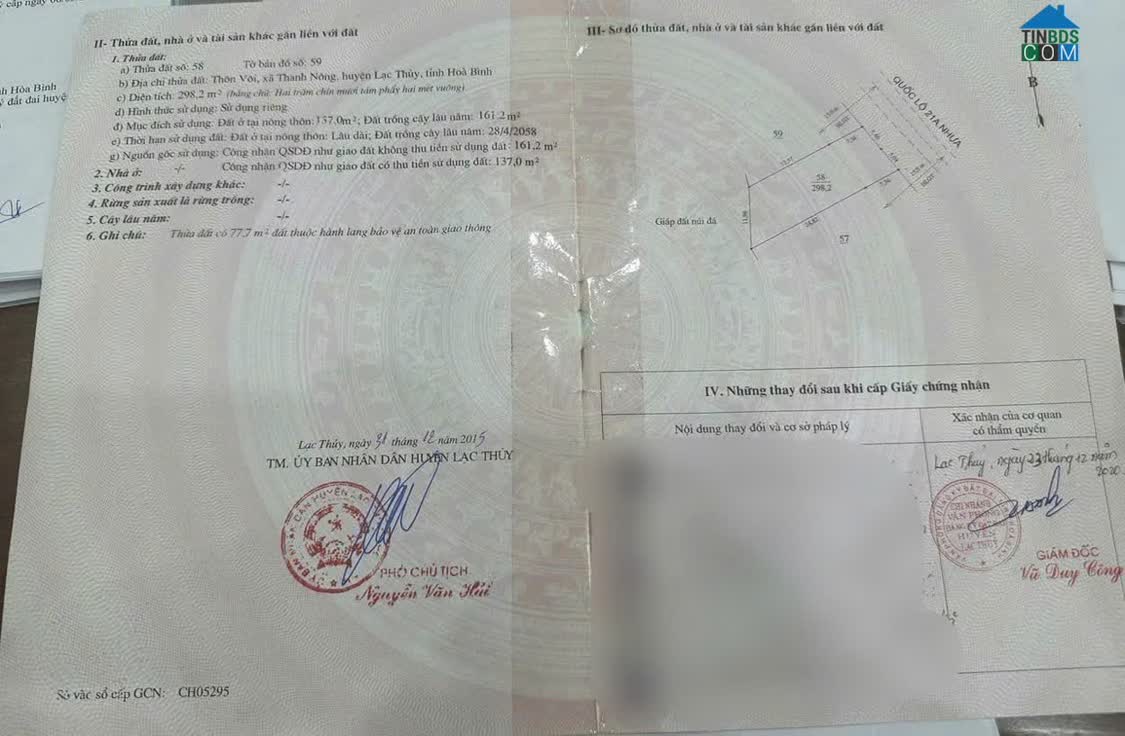 II- Thửa đất, nhà ở và tài sản khác gắn liền với đất
1. Thửa đất:
a) Thửa đất số: 58 Tờ bản đồ số: 59
b) Địa chỉ thửa đất: Thôn Vôi, xã Thanh Nông, huyện Lạc Thủy, tỉnh Hoà Bình
c) Diện tích: 298,2 m² (bằng chữ: Hai trăm chín mươi tám phẩy hai mét vuông)
d) Hình thức sử dụng: Sử dụng riêng
đ) Mục đích sử dụng: Đất ở tại nông thôn:137.0m²; Đất trồng cây lâu năm: 161.2m²
e) Thời hạn sử dụng đất: Đất ở tại nông thôn: Lâu dài; Đất trồng cây lâu năm: 28/4/2058
g) Nguồn gốc sử dụng: Công nhận QSDĐ như giao đất không thu tiền sử dụng đất: 161,2 m²
Công nhận QSDĐ như giao đất có thu tiền sử dụng đất: 137,0 m²
2. Nhà ở: -/-
3. Công trình xây dựng khác: -/-
4. Rừng sản xuất là rừng trồng: -/-
5. Cây lâu năm: -/-
6. Ghi chú: Thửa đất có 77,7 m² đất thuộc hành lang bảo vệ an toàn giao thông
Lạc Thủy, ngày 31 tháng 12 năm 2015
TM. ỦY BAN NHÂN DÂN HUYỆN LẠC THỦY
PHÓ CHỦ TỊCH
Nguyễn Văn Hải
Số vào sổ cấp GCN: CH05295
III- Sơ đồ thửa đất, nhà ở và tài sản khác gắn liền với đất
TINBDS
COM
B
QUỐC LỘ 21A NHỰA
59
58
298,2
Giáp đất núi đá
57
IV. Những thay đổi sau khi cấp Giấy chứng nhận
Nội dung thay đổi và cơ sở pháp lý
Xác nhận của cơ quan
có thẩm quyền
Lạc Thủy, ngày 23 tháng 12 năm
2020
CHI NHÁNH
VĂN PHÒNG
ĐĂNG KÝ ĐẤT ĐAI
HUYỆN
LẠC THỦY
GIÁM ĐỐC
Vũ Duy Công